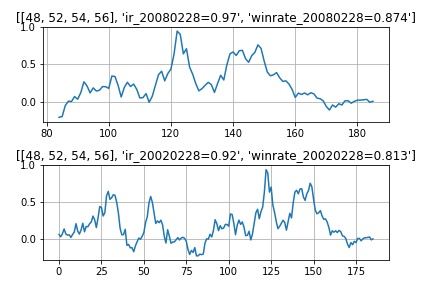 [[48, 52, 54, 56], 'ir_20080228=0.97', 'winrate_20080228=0.874']
1.0
0.5
0.0
80 100 120 140 160 180
[[48, 52, 54, 56], 'ir_20020228=0.92', 'winrate_20020228=0.813']
1.0
0.5
0.0
0 25 50 75 100 125 150 175